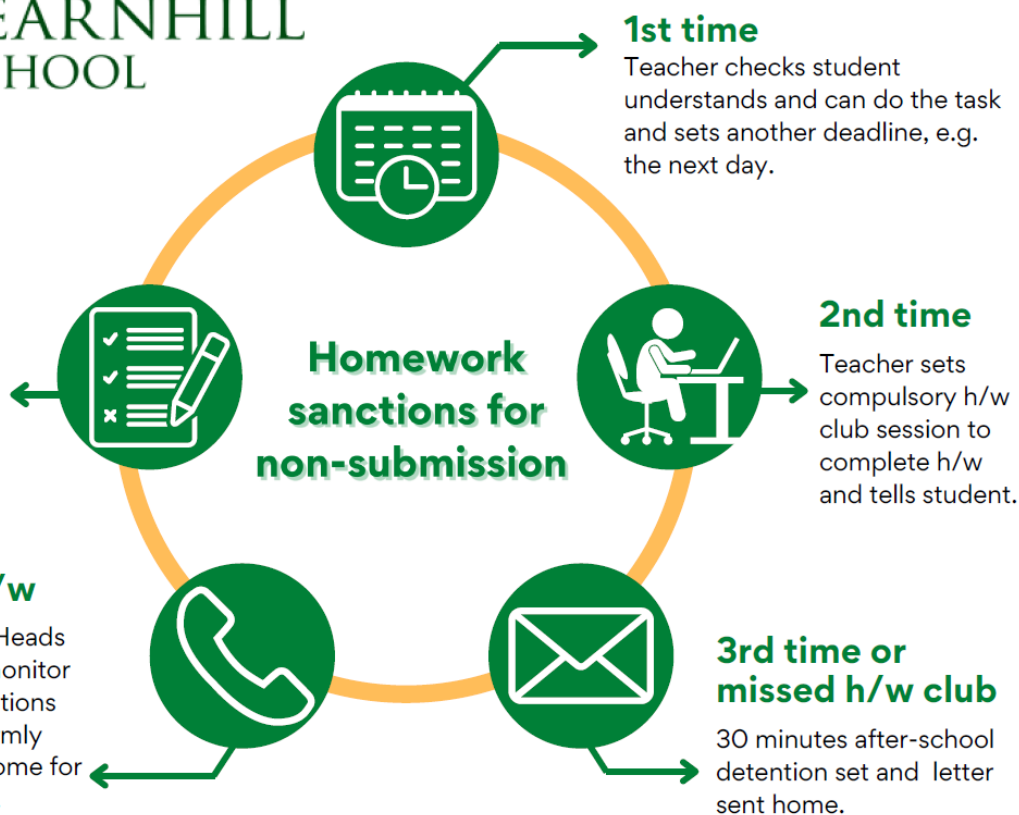 EARNHILL
HOOL
1st time
Teacher checks student
understands and can do the task
and sets another deadline, e.g.
the next day.
2nd time
Teacher sets
compulsory h/w
club session to
complete h/w
and tells student.
Homework
sanctions for
non-submission
3rd time or
missed h/w club
30 minutes after-school
detention set and letter
sent home.
/w
Heads
onitor
tions
mly
ome for